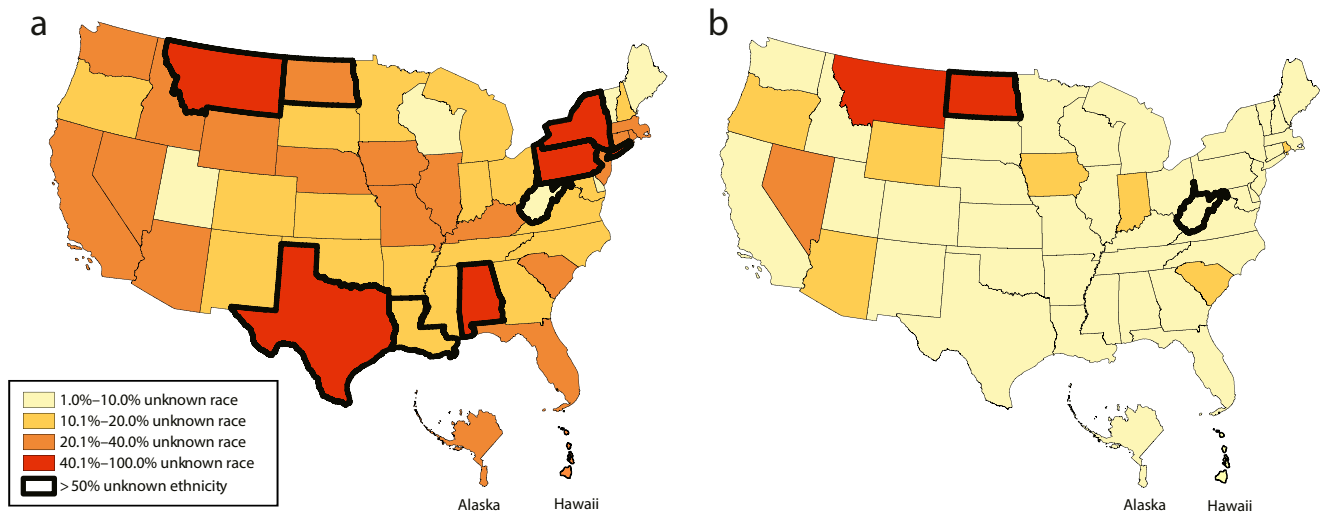 a
b
1.0%–10.0% unknown race
10.1%–20.0% unknown race
20.1%–40.0% unknown race
40.1%–100.0% unknown race
>50% unknown ethnicity
Alaska
Hawaii
Alaska
Hawaii